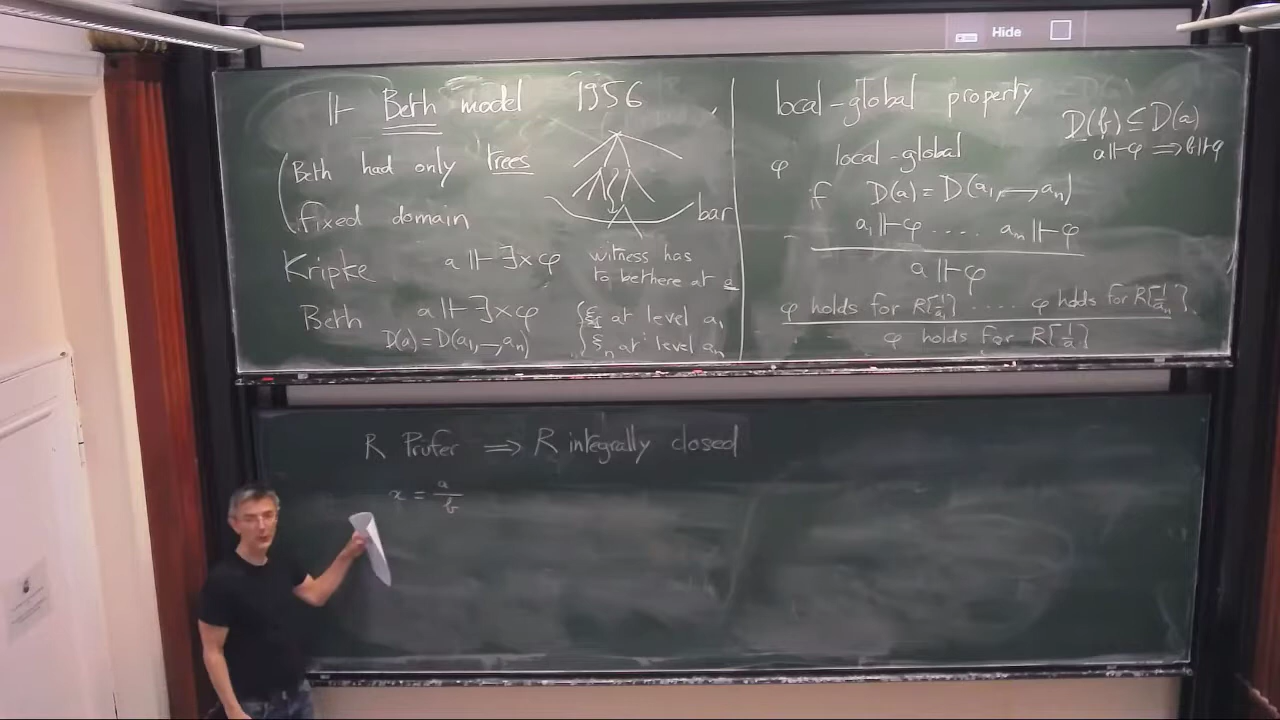 Hide
⊩ Beth model 1956
Beth had only trees
fixed domain
bar
Kripke a ⊩ ∃x φ witness has
to be there at a
Beth a ⊩ ∃x φ { ξ₁ at level a₁
D(a) = D(a₁, —, aₙ) ξₙ at level aₙ
local-global property
D(b) ⊆ D(a)
a ⊩ φ ⟹ b ⊩ φ
φ local-global
if D(a) = D(a₁, —, aₙ)
a₁ ⊩ φ .... aₙ ⊩ φ
a ⊩ φ
φ holds for R[1/a₁] .... φ holds for R[1/aₙ]
φ holds for R[1/a]
R Prüfer ⟹ R integrally closed
x = a/b